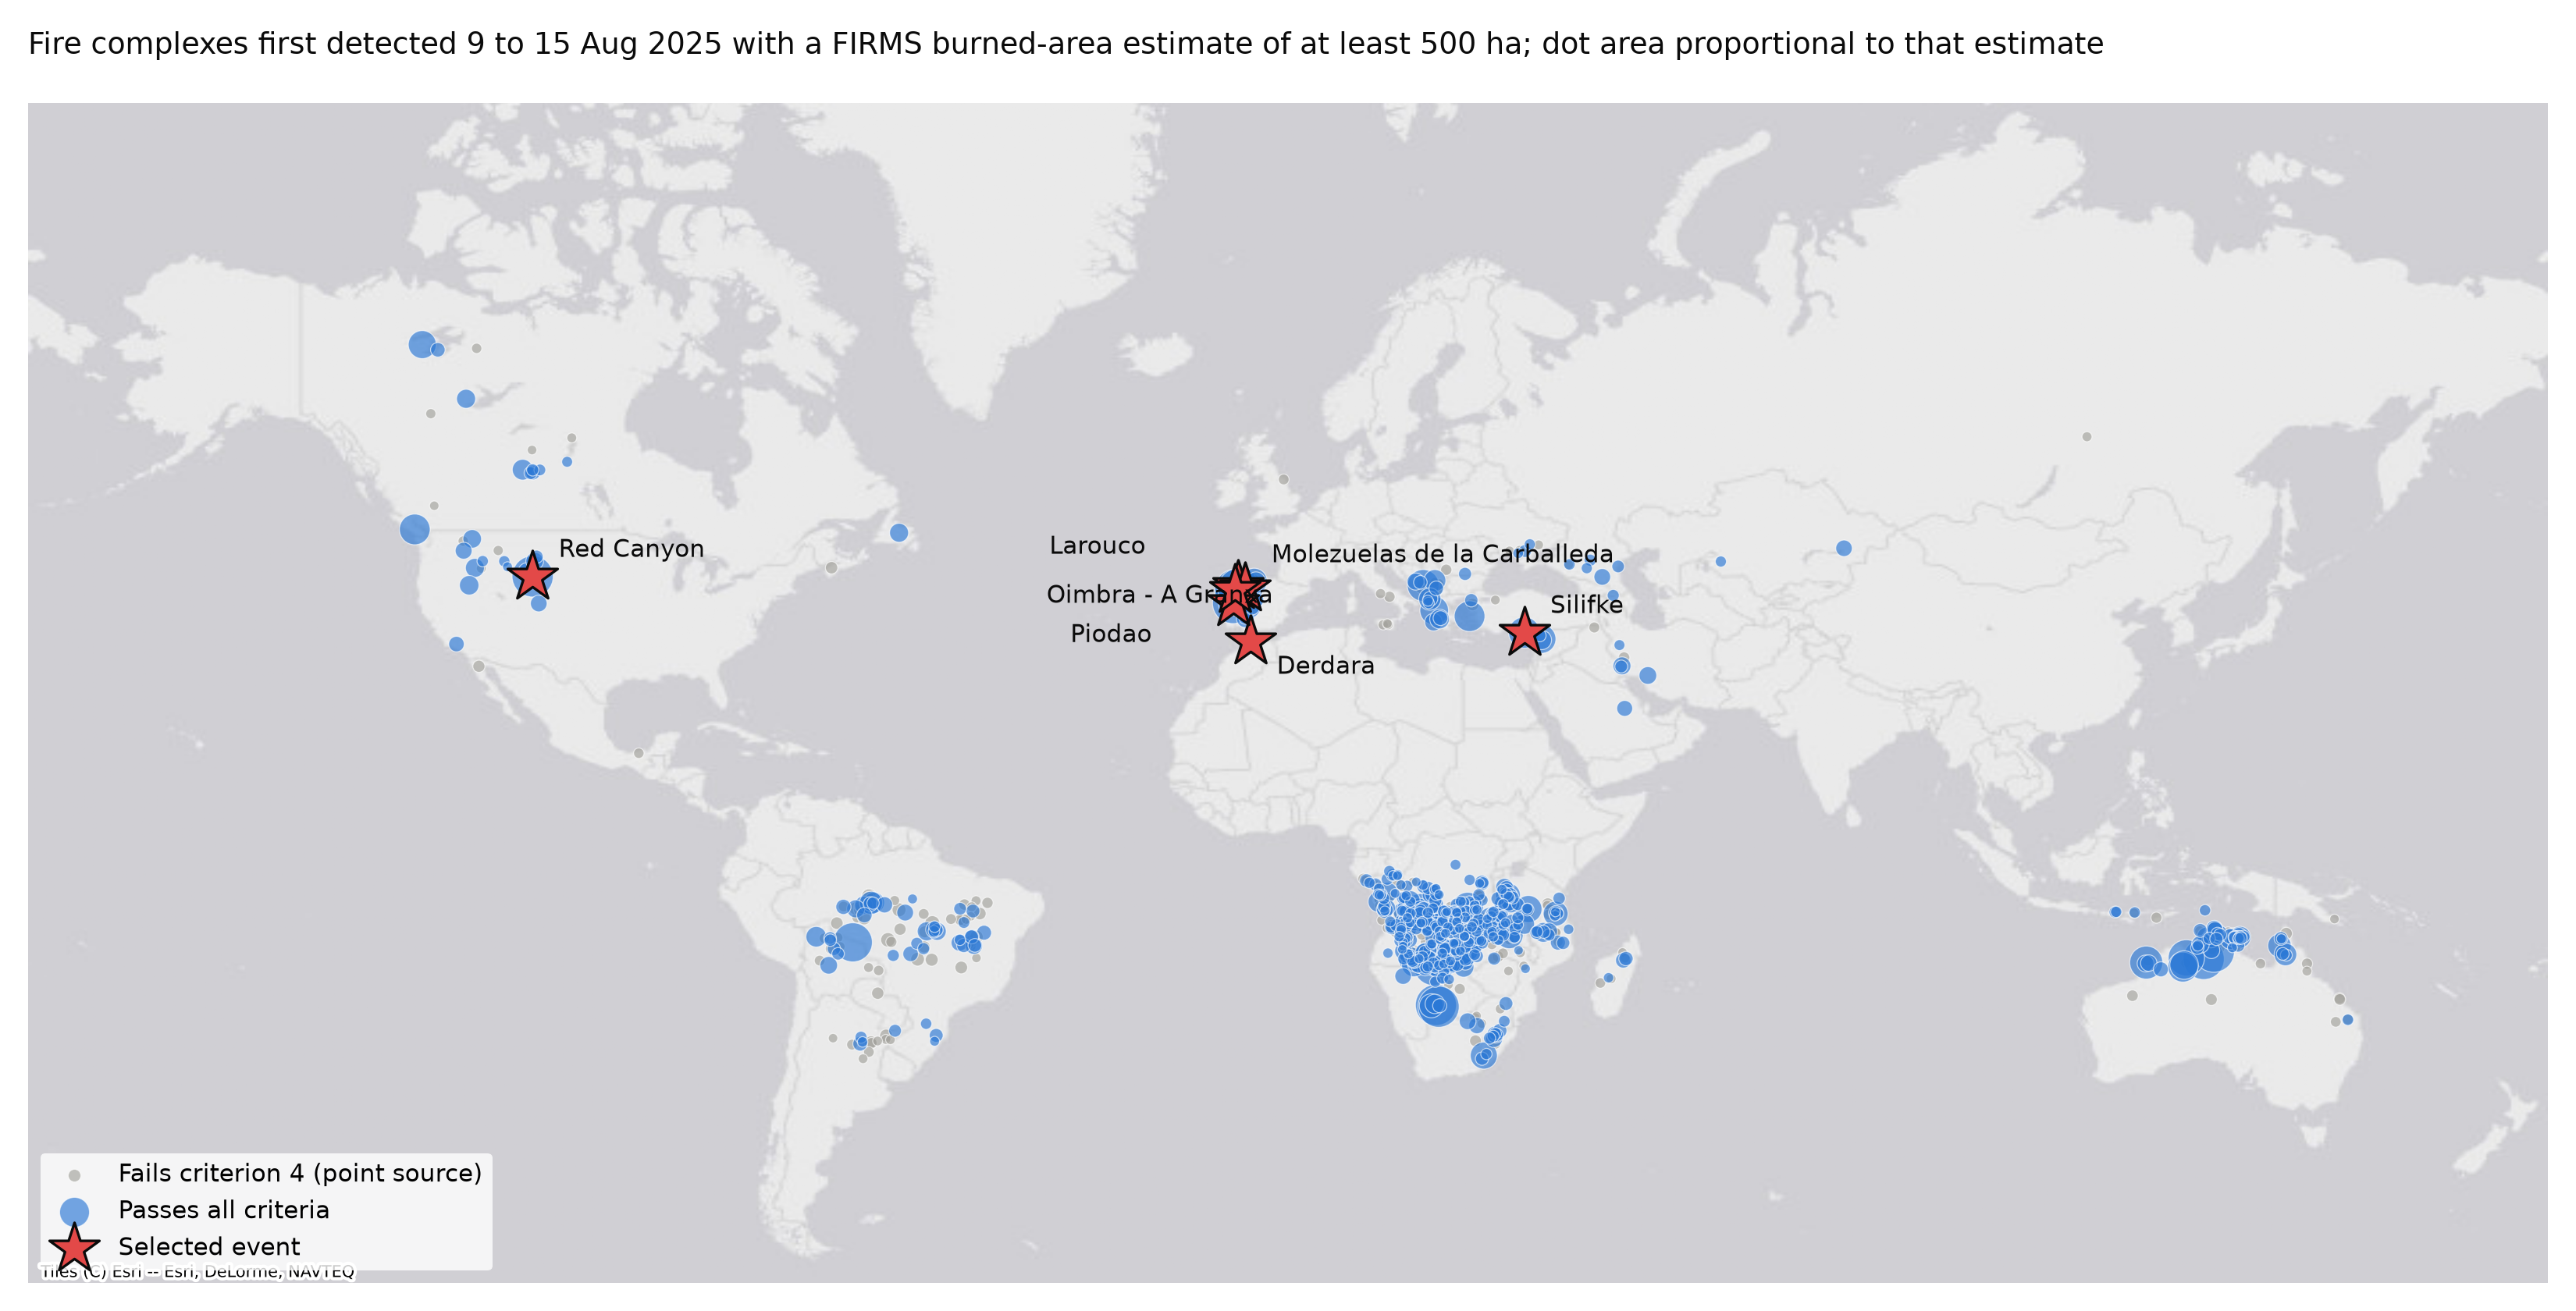 Fire complexes first detected 9 to 15 Aug 2025 with a FIRMS burned-area estimate of at least 500 ha; dot area proportional to that estimate
Red Canyon
Larouco
Molezuelas de la Carballeda
Oimbra - A Granxa
Silifke
Piodao
Derdara
Fails criterion 4 (point source)
Passes all criteria
Selected event
Tiles (C) Esri -- Esri, DeLorme, NAVTEQ